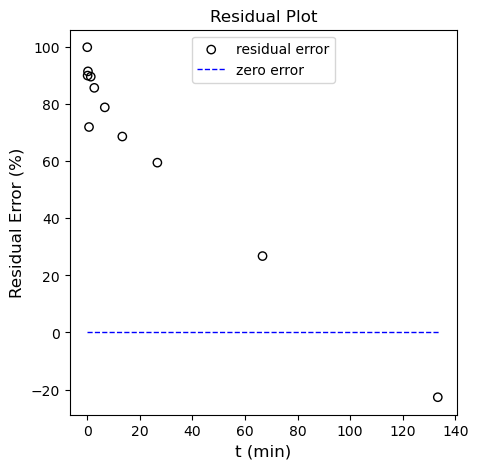 Residual Plot
residual error
zero error
Residual Error (%)
100
80
60
40
20
0
−20
0 20 40 60 80 100 120 140
t (min)